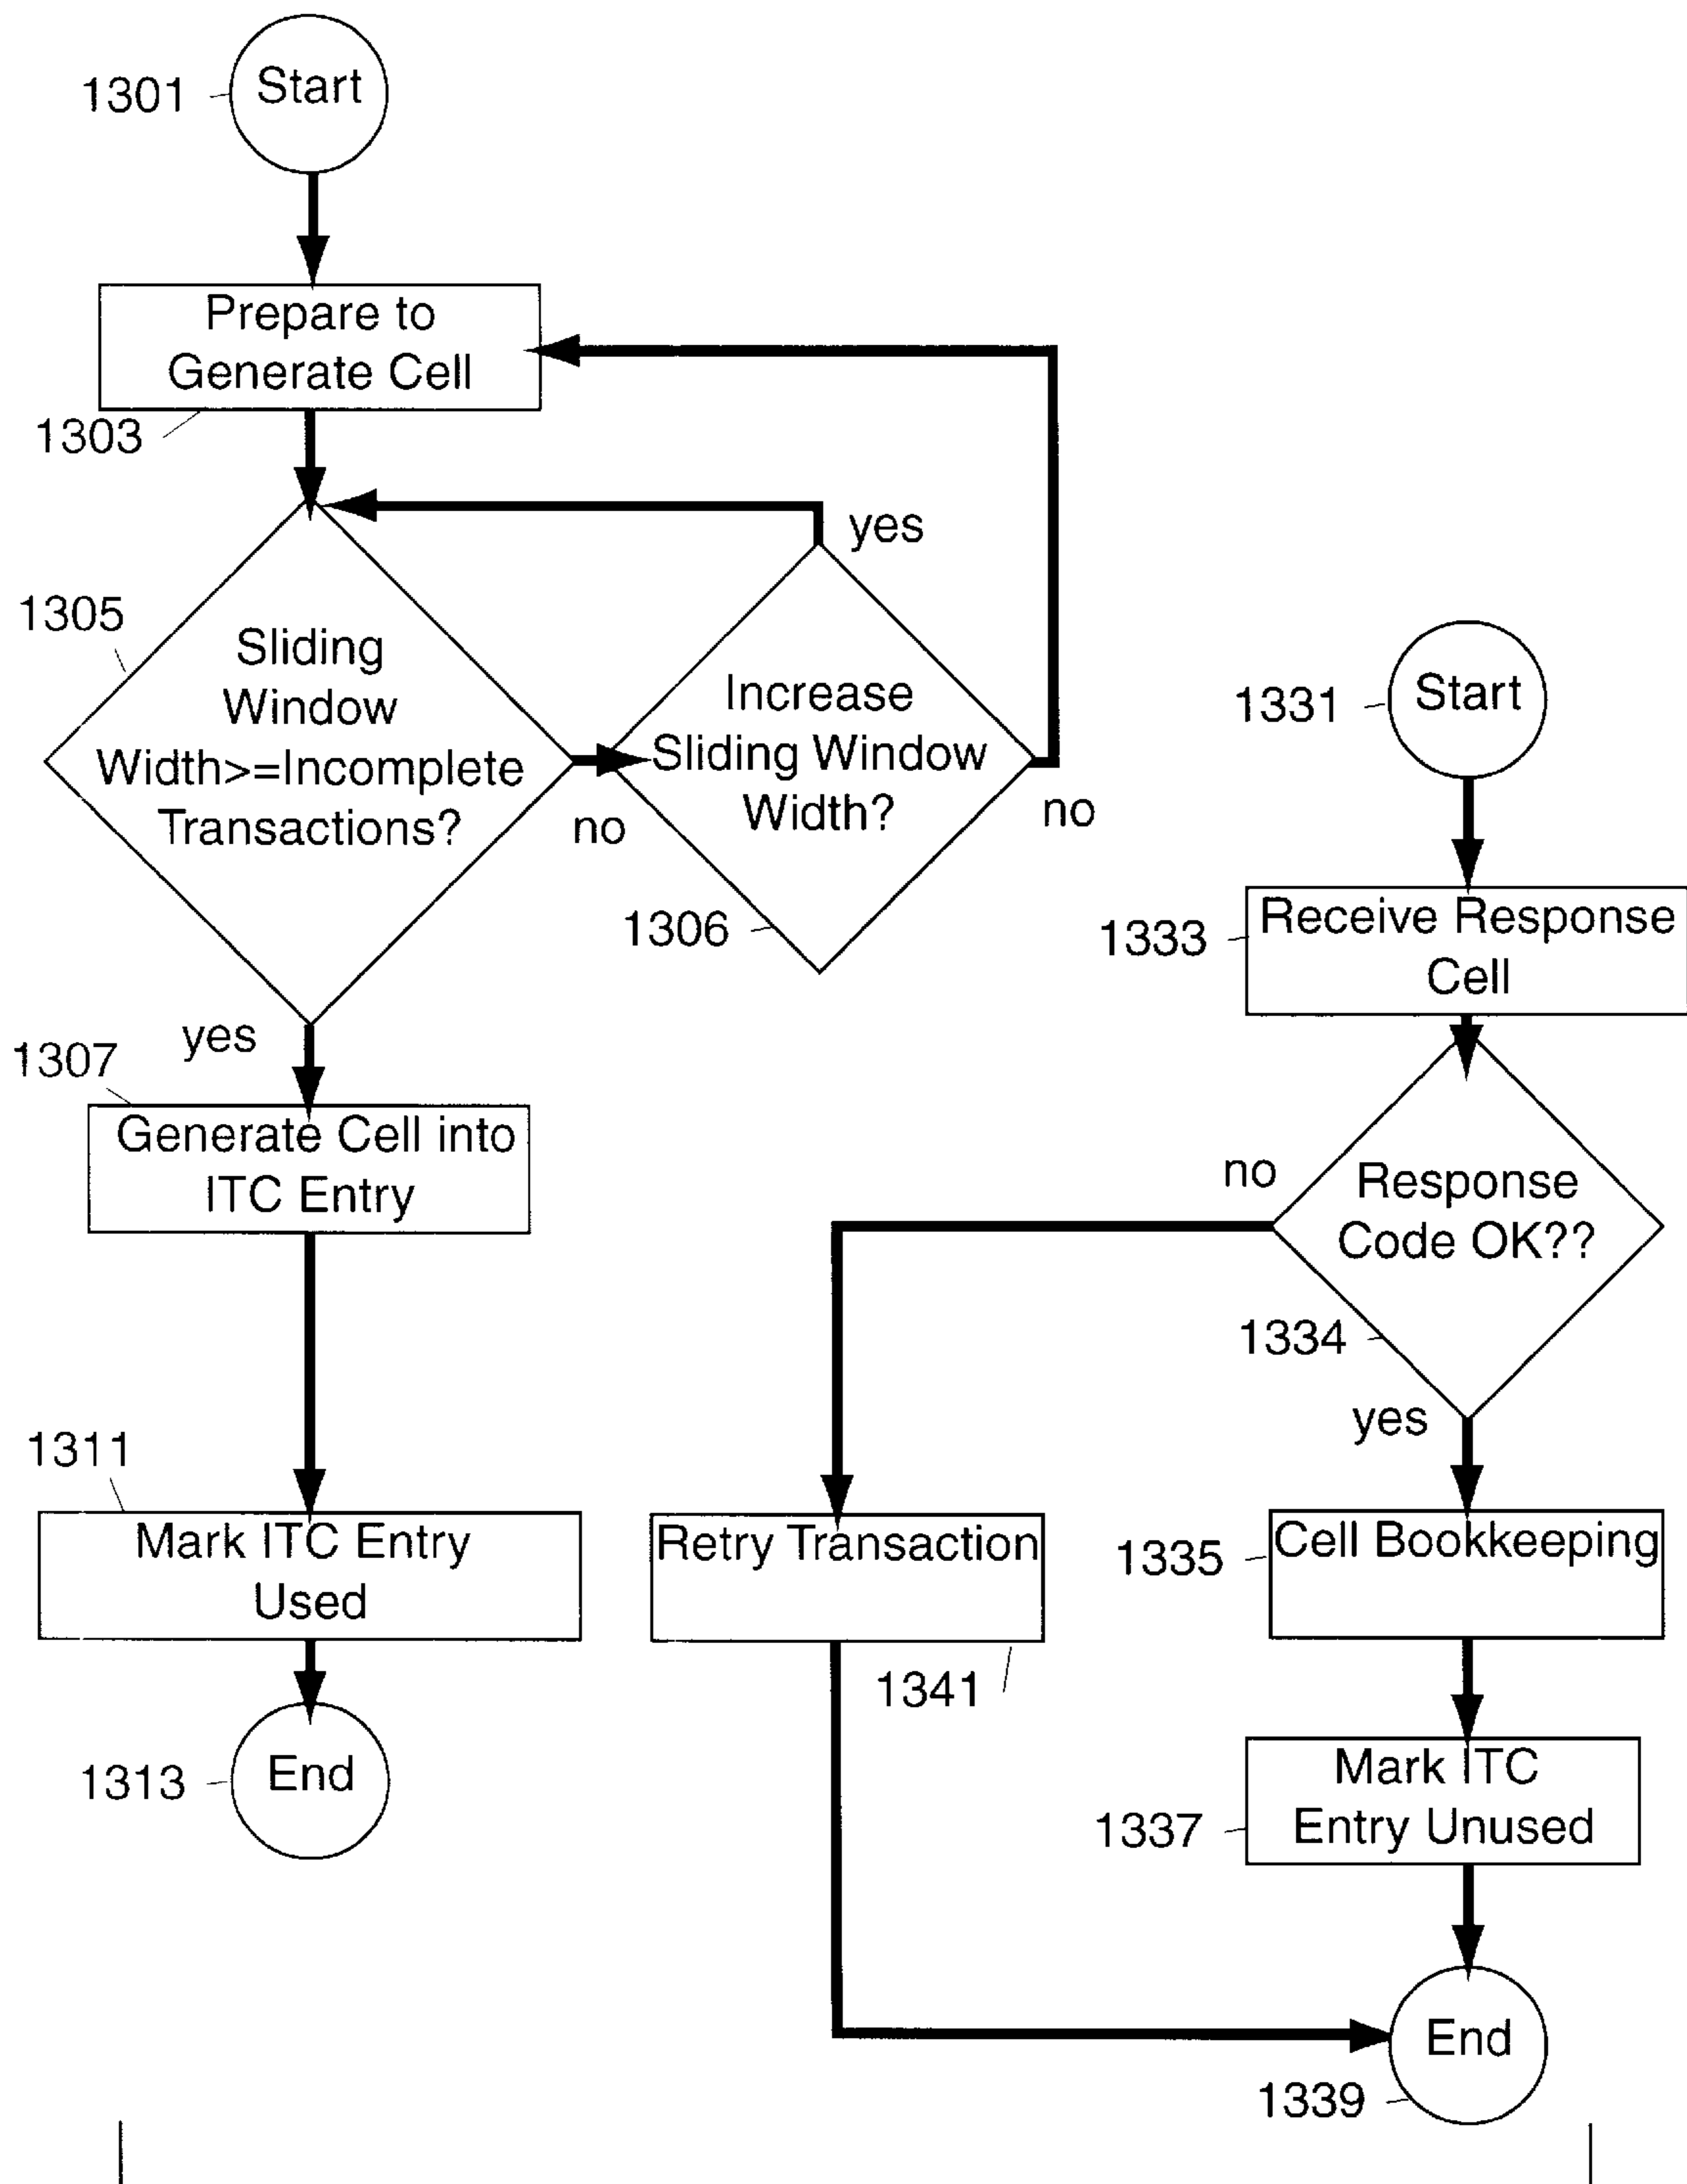 1301
Start
Prepare to
Generate Cell
1303
yes
1305
Sliding
Window
Width>=Incomplete
Transactions?
no
Increase
Sliding Window
Width?
no
1306
yes
1307
Generate Cell into
ITC Entry
1311
Mark ITC Entry
Used
1313
End
1331
Start
1333
Receive Response
Cell
no
Response
Code OK??
1334
yes
Retry Transaction
1341
1335
Cell Bookkeeping
1337
Mark ITC
Entry Unused
End
1339